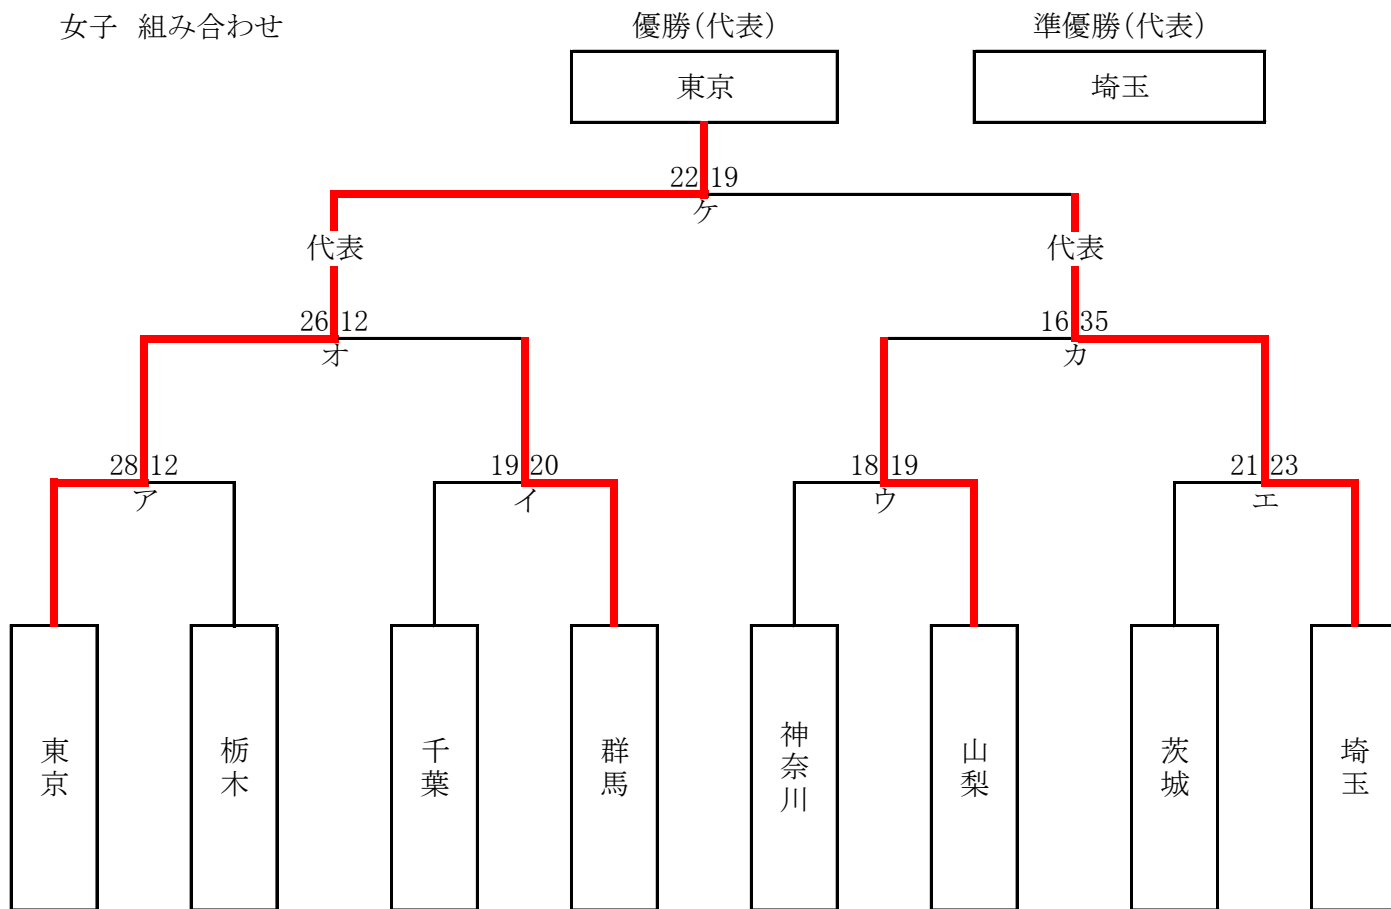 女子 組み合わせ
優勝(代表)
準優勝(代表)
東京
埼玉
22 19
ケ
代表
代表
26 12
オ
16 35
カ
28 12
ア
19 20
イ
18 19
ウ
21 23
エ
東京
栃木
千葉
群馬
神奈川
山梨
茨城
埼玉